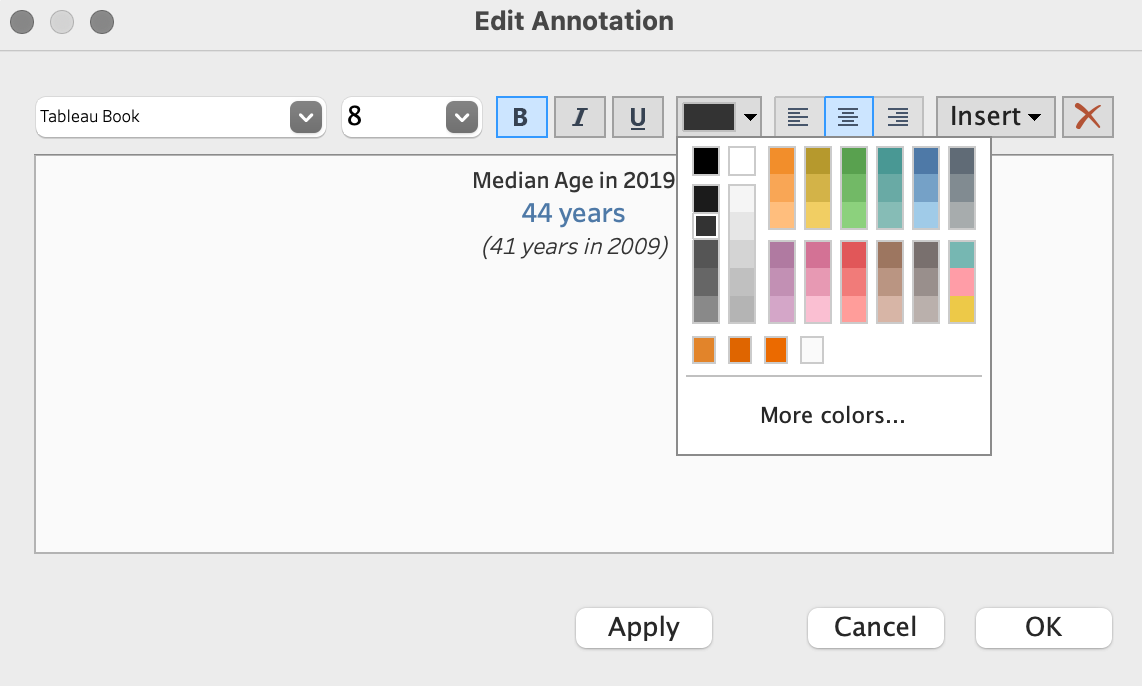 Edit Annotation
Tableau Book
8
B
I
U
Insert
Median Age in 2019
44 years
(41 years in 2009)
More colors...
Apply
Cancel
OK